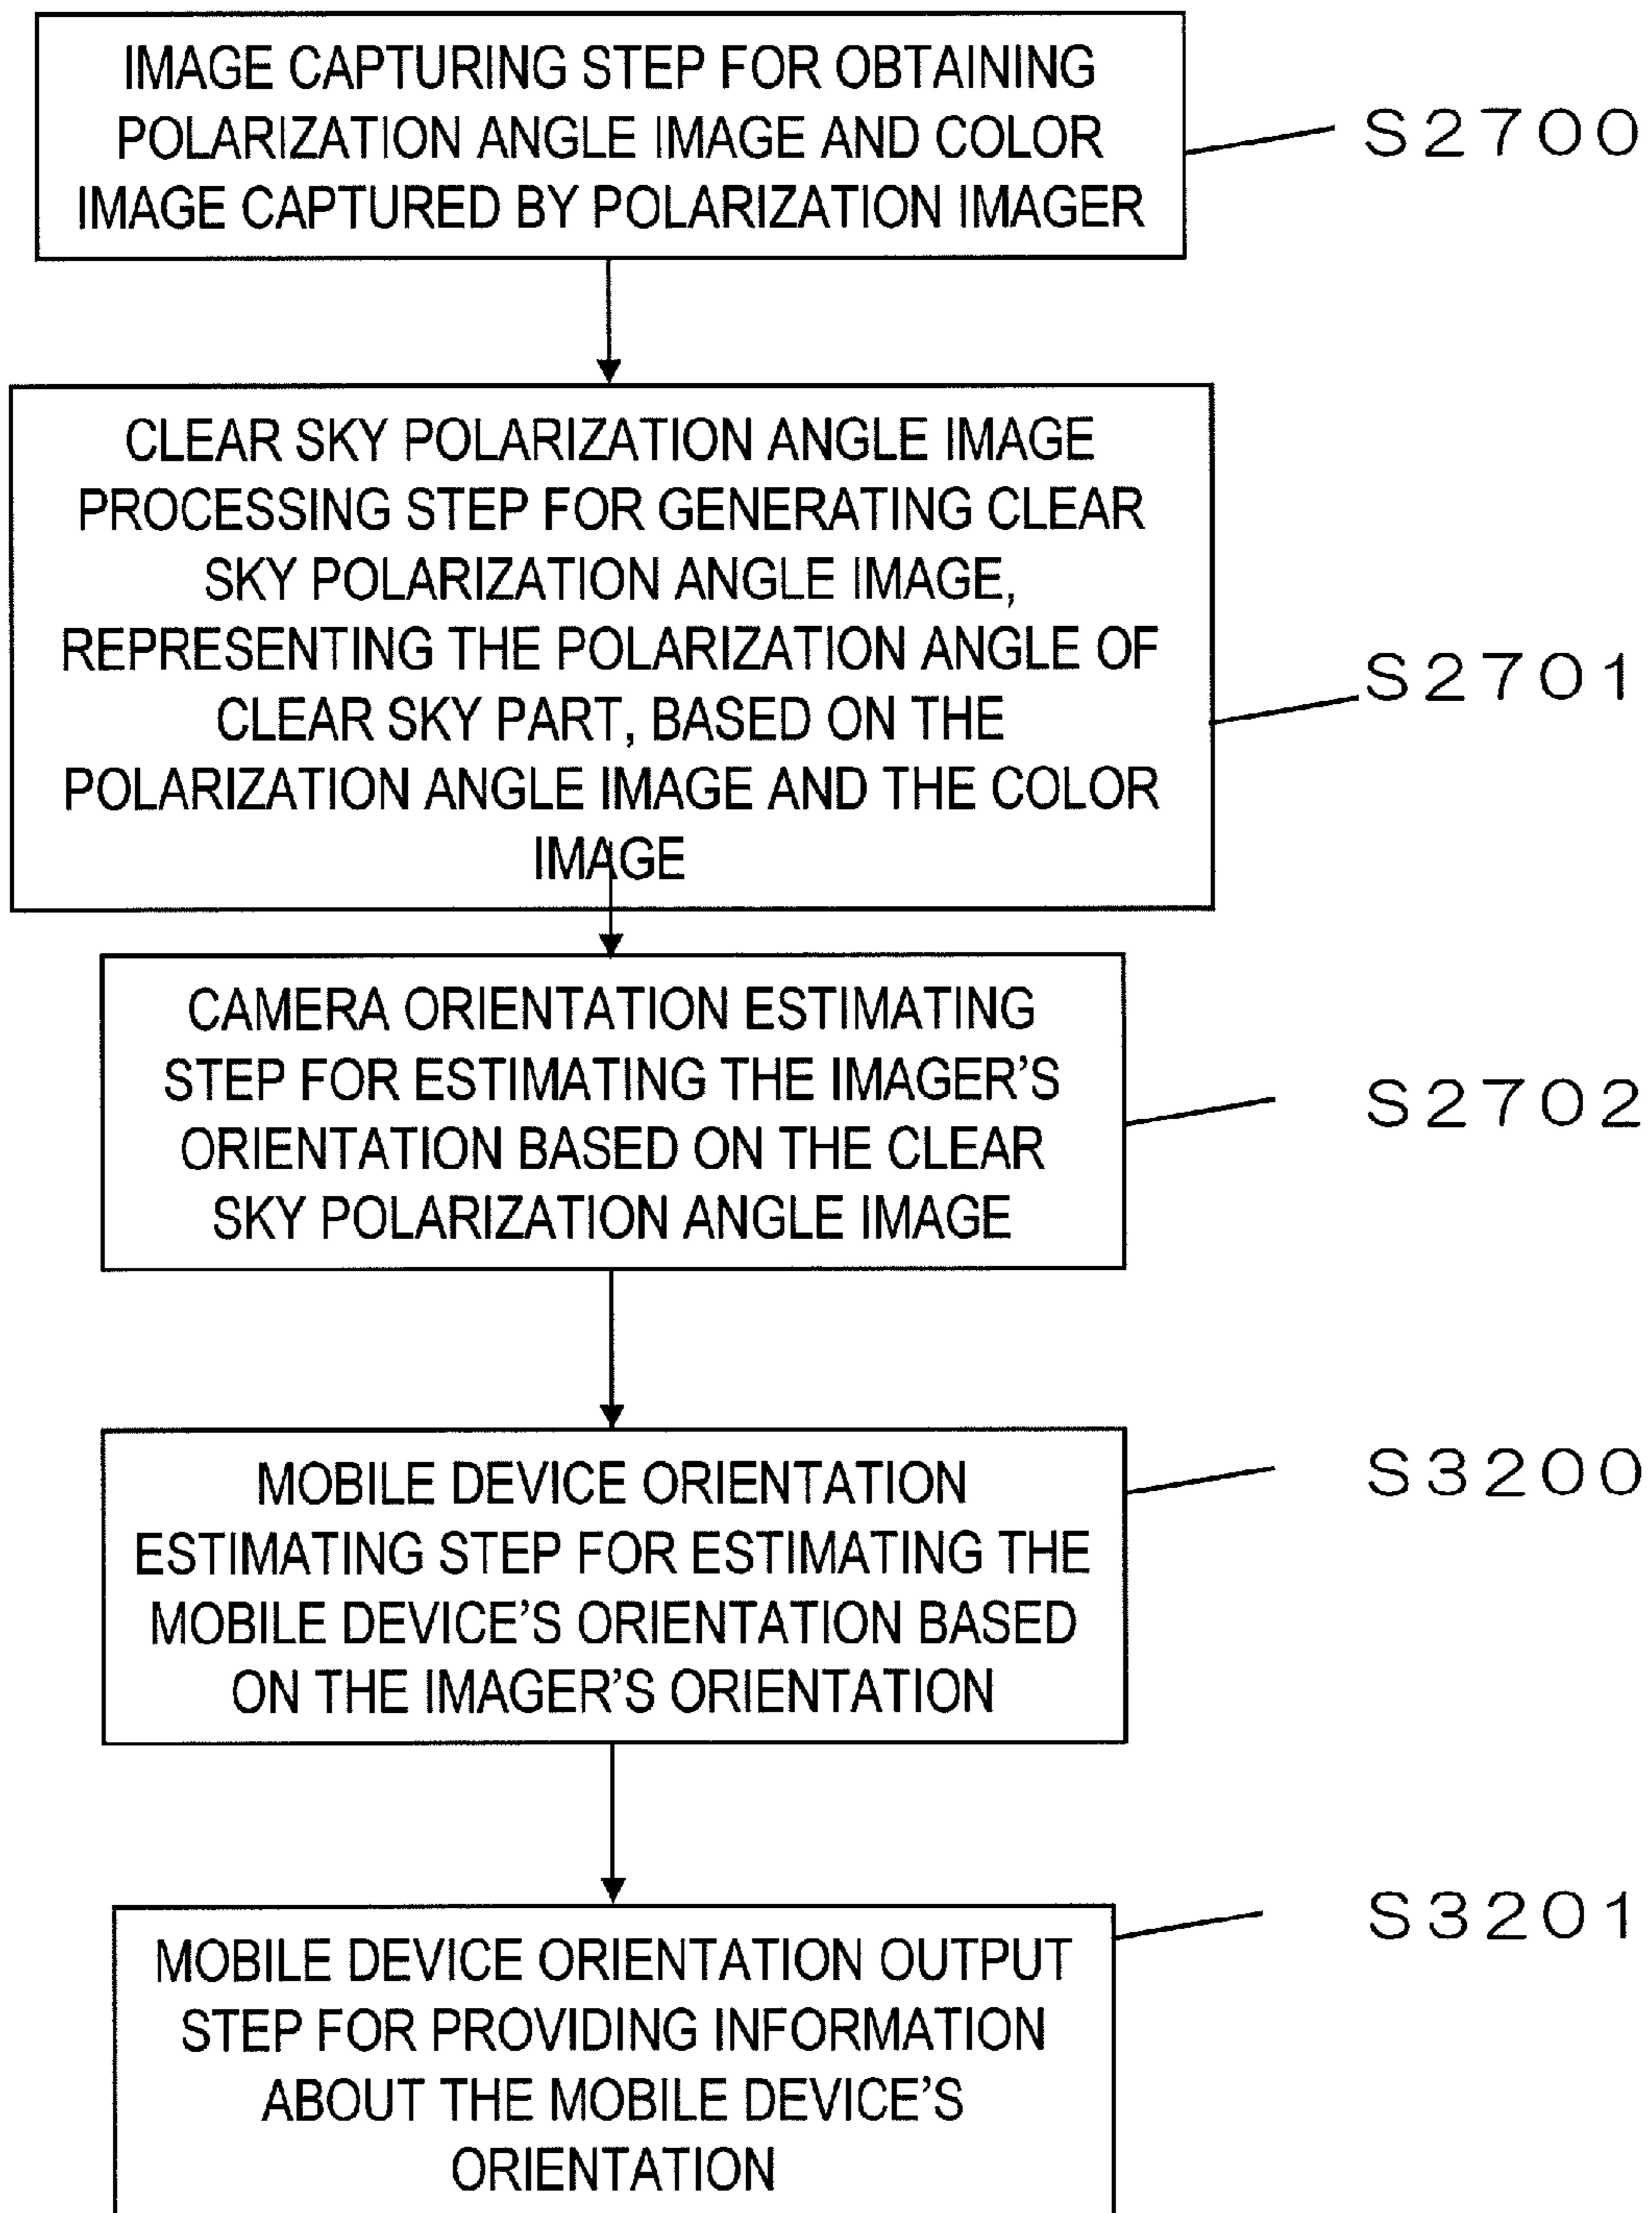 IMAGE CAPTURING STEP FOR OBTAINING
POLARIZATION ANGLE IMAGE AND COLOR
IMAGE CAPTURED BY POLARIZATION IMAGER
S2700
CLEAR SKY POLARIZATION ANGLE IMAGE
PROCESSING STEP FOR GENERATING CLEAR
SKY POLARIZATION ANGLE IMAGE,
REPRESENTING THE POLARIZATION ANGLE OF
CLEAR SKY PART, BASED ON THE
POLARIZATION ANGLE IMAGE AND THE COLOR
IMAGE
S2701
CAMERA ORIENTATION ESTIMATING
STEP FOR ESTIMATING THE IMAGER'S
ORIENTATION BASED ON THE CLEAR
SKY POLARIZATION ANGLE IMAGE
S2702
MOBILE DEVICE ORIENTATION
ESTIMATING STEP FOR ESTIMATING THE
MOBILE DEVICE'S ORIENTATION BASED
ON THE IMAGER'S ORIENTATION
S3200
MOBILE DEVICE ORIENTATION OUTPUT
STEP FOR PROVIDING INFORMATION
ABOUT THE MOBILE DEVICE'S
ORIENTATION
S3201